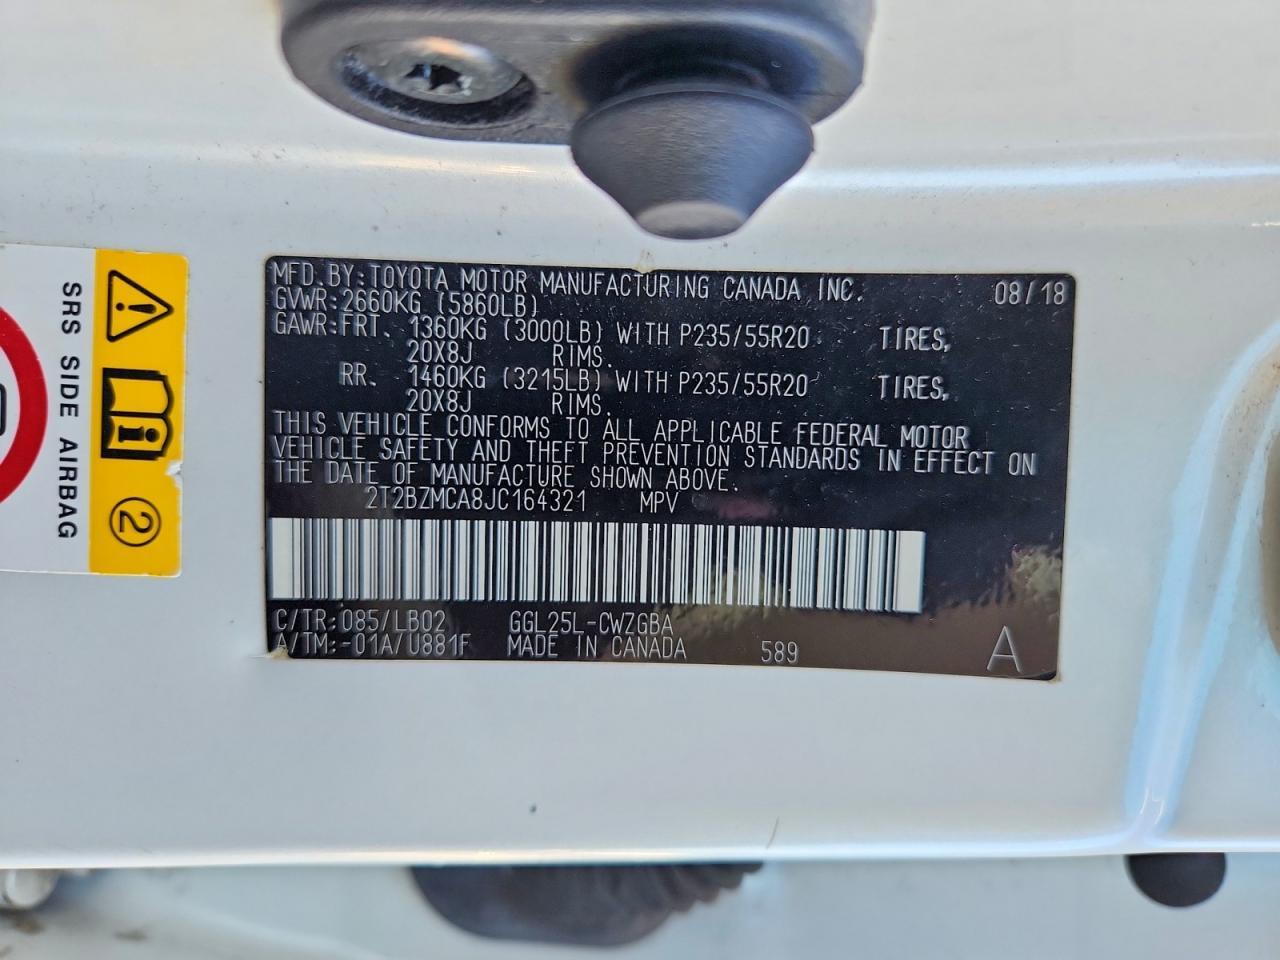 MFD. BY: TOYOTA MOTOR MANUFACTURING CANADA INC. 08/18
GVWR: 2660KG (5860LB)
GAWR: FRT. 1360KG (3000LB) WITH P235/55R20 TIRES,
20X8J RIMS.
RR. 1460KG (3215LB) WITH P235/55R20 TIRES,
20X8J RIMS.
THIS VEHICLE CONFORMS TO ALL APPLICABLE FEDERAL MOTOR
VEHICLE SAFETY AND THEFT PREVENTION STANDARDS IN EFFECT ON
THE DATE OF MANUFACTURE SHOWN ABOVE.
2T2BZMCA8JC164321 MPV
C/TR: 085/LB02 GGL25L-CWZGBA
A/TM: -01A/U881F MADE IN CANADA 589 A
SRS SIDE AIRBAG
2